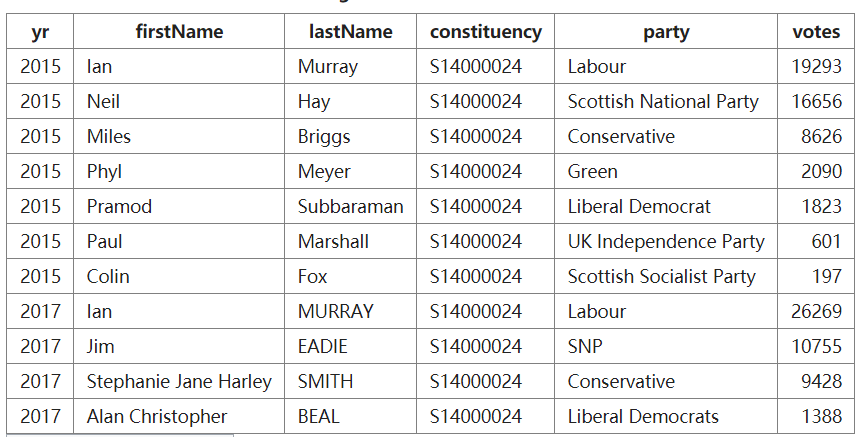 yr firstName lastName constituency party votes
2015 Ian Murray S14000024 Labour 19293
2015 Neil Hay S14000024 Scottish National Party 16656
2015 Miles Briggs S14000024 Conservative 8626
2015 Phyl Meyer S14000024 Green 2090
2015 Pramod Subbaraman S14000024 Liberal Democrat 1823
2015 Paul Marshall S14000024 UK Independence Party 601
2015 Colin Fox S14000024 Scottish Socialist Party 197
2017 Ian MURRAY S14000024 Labour 26269
2017 Jim EADIE S14000024 SNP 10755
2017 Stephanie Jane Harley SMITH S14000024 Conservative 9428
2017 Alan Christopher BEAL S14000024 Liberal Democrats 1388